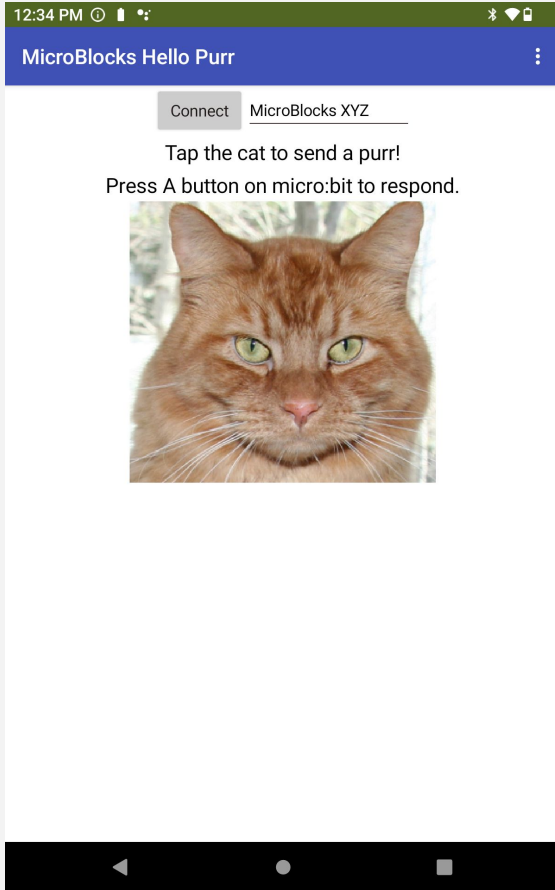 12:34 PM
MicroBlocks Hello Purr
Connect MicroBlocks XYZ
Tap the cat to send a purr!
Press A button on micro:bit to respond.